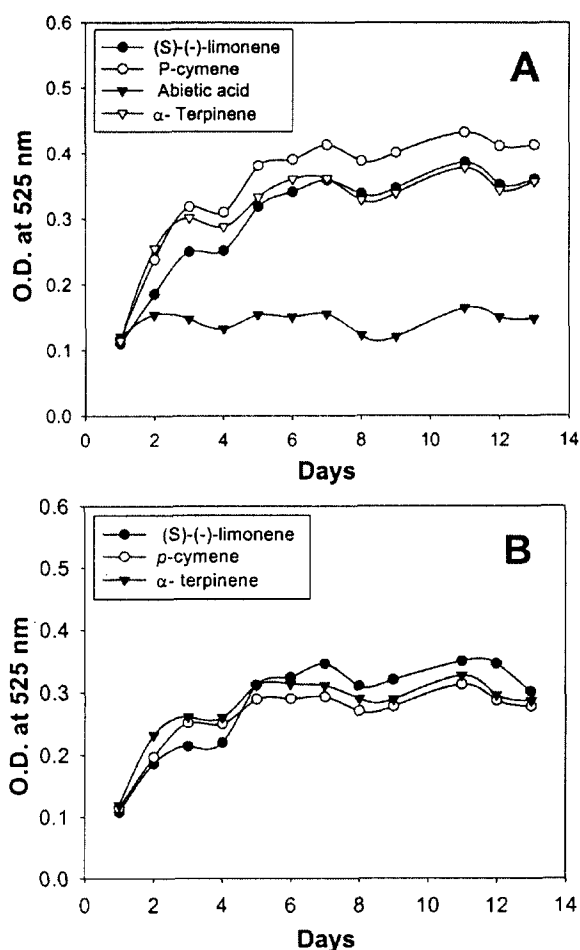 0.6
0.5
0.4
0.3
0.2
0.1
0.0
O.D. at 525 nm
(S)-(-)-limonene
P-cymene
Abietic acid
α- Terpinene
A
0 2 4 6 8 10 12 14
Days
0.6
0.5
0.4
0.3
0.2
0.1
0.0
O.D. at 525 nm
(S)-(-)-limonene
p-cymene
α- terpinene
B
0 2 4 6 8 10 12 14
Days